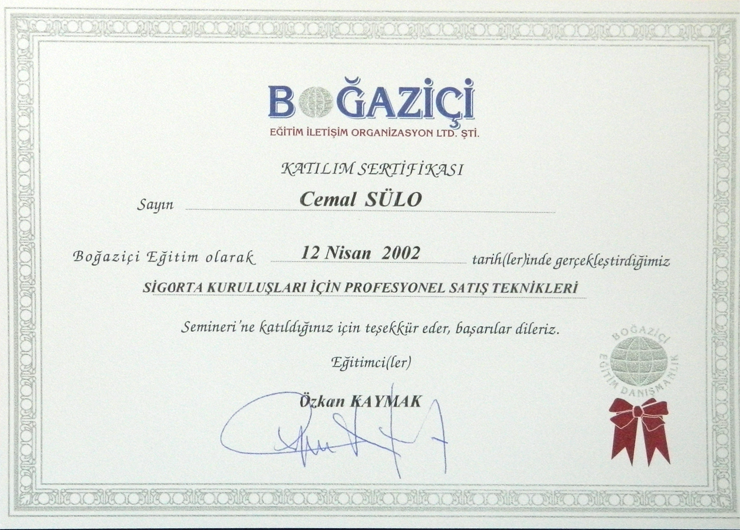 BOĞAZİÇİ
EĞİTİM İLETİŞİM ORGANİZASYON LTD. ŞTİ.
KATILIM SERTİFİKASI
Sayın Cemal SÜLO
Boğaziçi Eğitim olarak 12 Nisan 2002 tarih(ler)inde gerçekleştirdiğimiz
SİGORTA KURULUŞLARI İÇİN PROFESYONEL SATIŞ TEKNİKLERİ
Semineri'ne katıldığınız için teşekkür eder, başarılar dileriz.
Eğitimci(ler)
Özkan KAYMAK
BOĞAZİÇİ
EĞİTİM DANIŞMANLIK